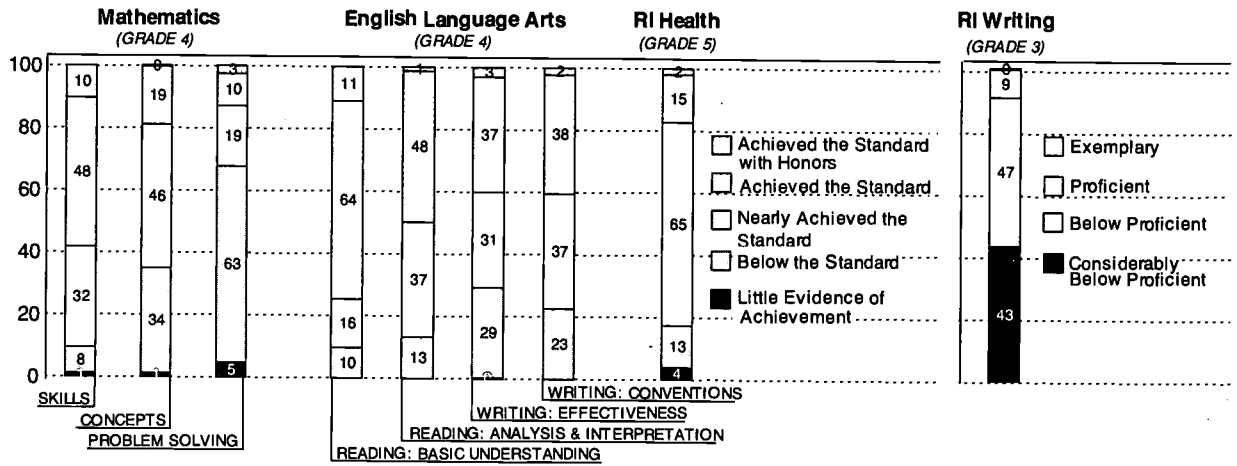 Mathematics
(GRADE 4)
English Language Arts
(GRADE 4)
RI Health
(GRADE 5)
RI Writing
(GRADE 3)
100
80
60
40
20
0
10
48
32
8
0
19
46
34
3
10
19
63
5
11
64
16
10
1
48
37
13
3
37
31
29
0
2
38
37
23
2
15
65
13
4
0
9
47
43
Achieved the Standard
with Honors
Achieved the Standard
Nearly Achieved the
Standard
Below the Standard
Little Evidence of
Achievement
Exemplary
Proficient
Below Proficient
Considerably
Below Proficient
SKILLS
CONCEPTS
PROBLEM SOLVING
WRITING: CONVENTIONS
WRITING: EFFECTIVENESS
READING: ANALYSIS & INTERPRETATION
READING: BASIC UNDERSTANDING